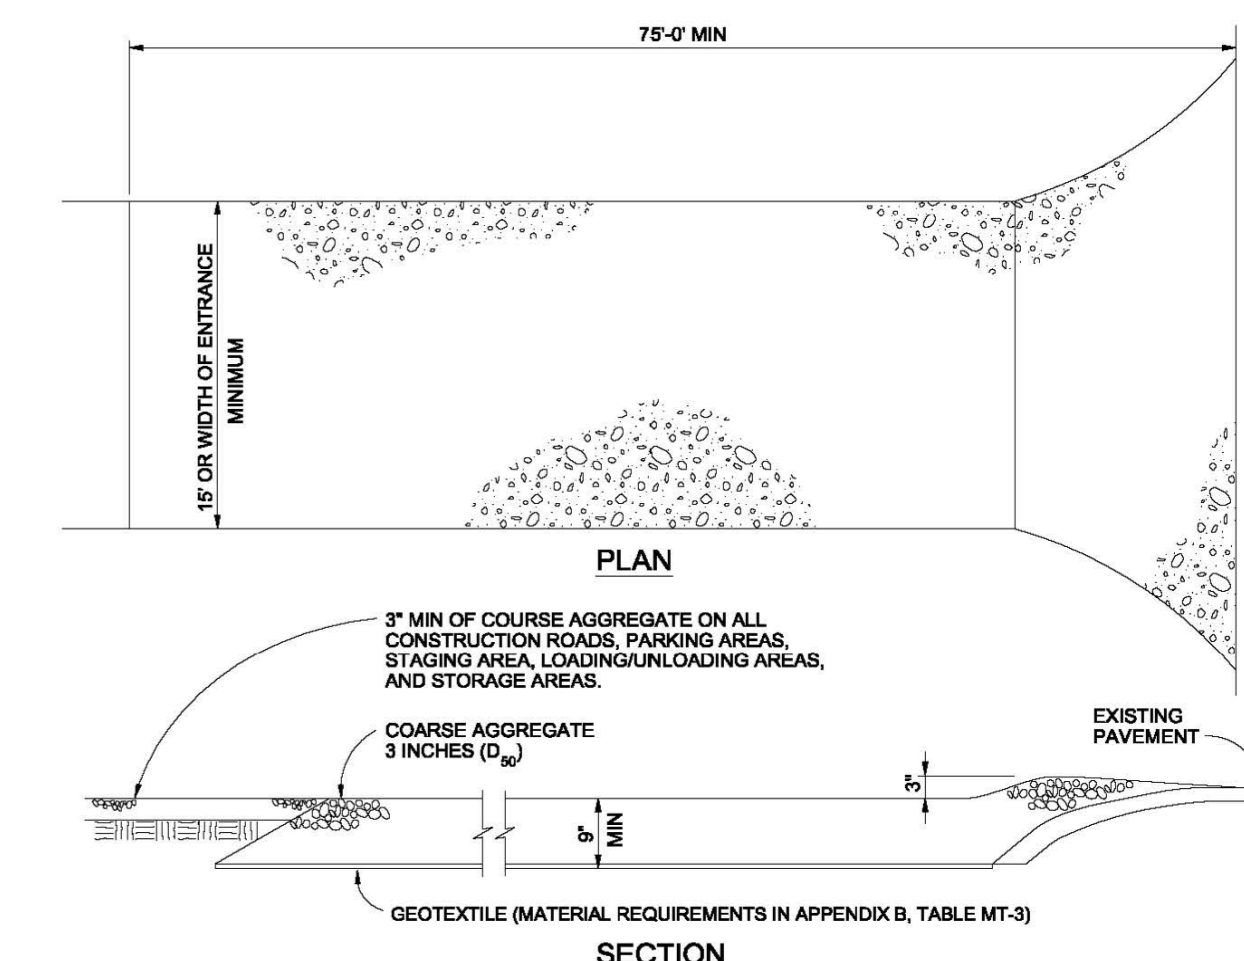 75'-0' MIN
15' OR WIDTH OF ENTRANCE
MINIMUM
PLAN
3" MIN OF COURSE AGGREGATE ON ALL
CONSTRUCTION ROADS, PARKING AREAS,
STAGING AREA, LOADING/UNLOADING AREAS,
AND STORAGE AREAS.
COARSE AGGREGATE
3 INCHES (D50)
EXISTING
PAVEMENT
3"
9"
MIN
GEOTEXTILE (MATERIAL REQUIREMENTS IN APPENDIX B, TABLE MT-3)
SECTION